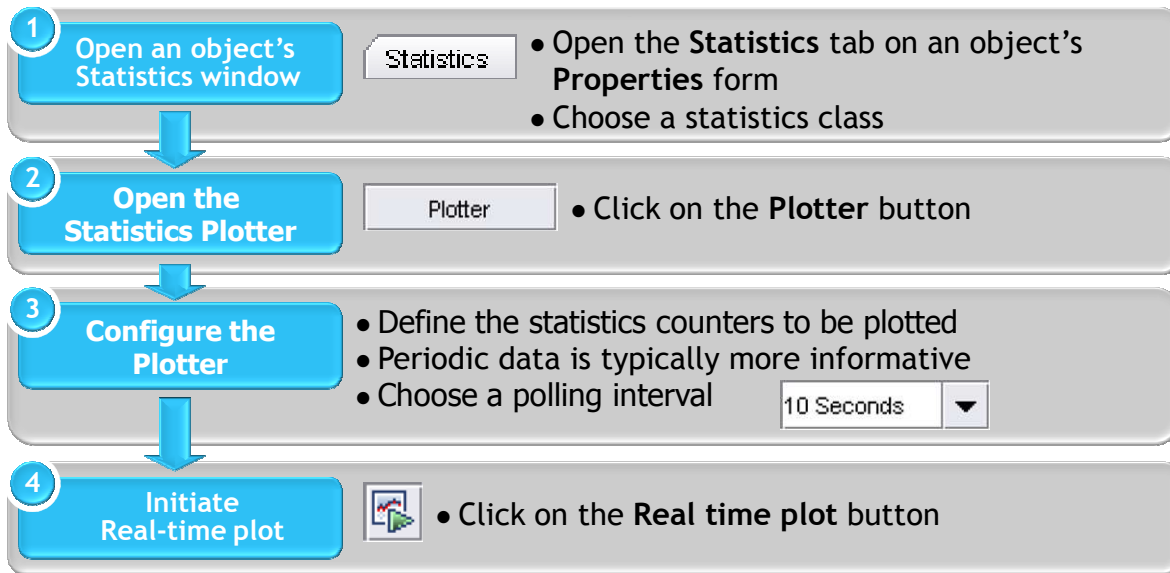 1
Open an object's
Statistics window
Statistics
• Open the Statistics tab on an object's
Properties form
• Choose a statistics class
2
Open the
Statistics Plotter
Plotter
• Click on the Plotter button
3
Configure the
Plotter
• Define the statistics counters to be plotted
• Periodic data is typically more informative
• Choose a polling interval
10 Seconds
4
Initiate
Real-time plot
• Click on the Real time plot button